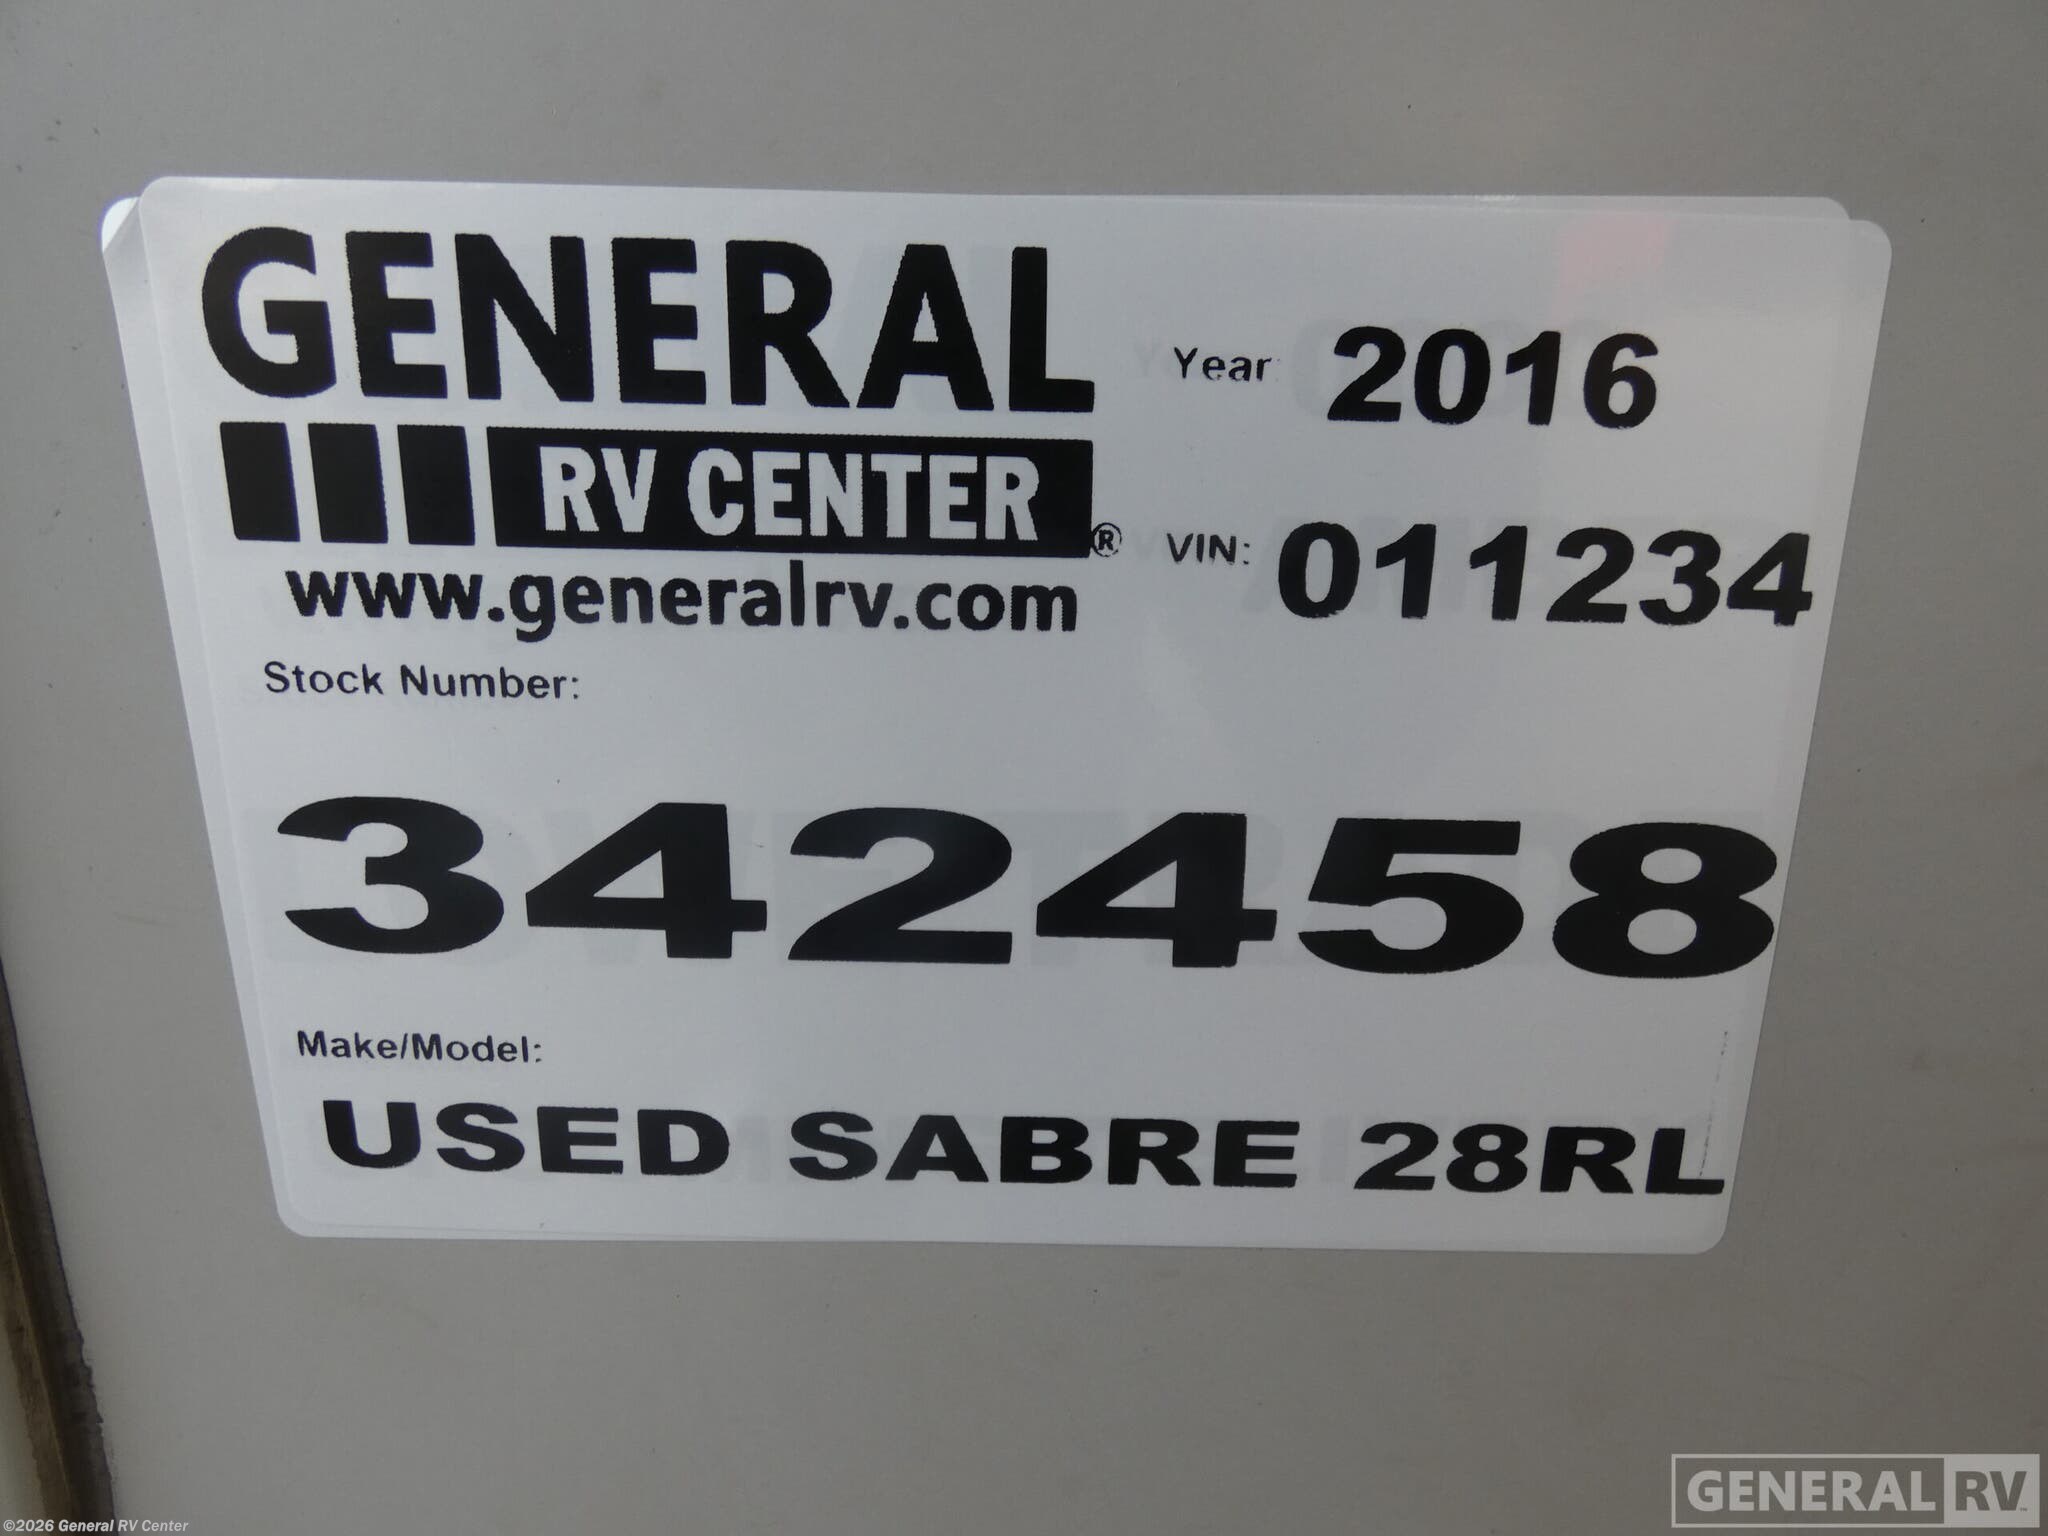 GENERAL
RV CENTER®
www.generalrv.com
Year 2016
VIN: 011234
Stock Number:
342458
Make/Model:
USED SABRE 28RL
GENERAL RV
©2026 General RV Center